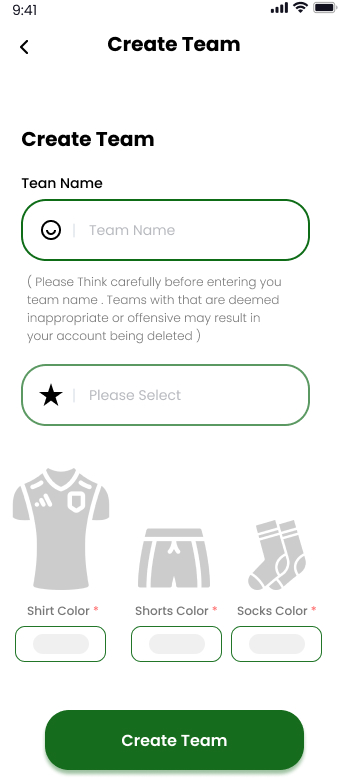 9:41
Create Team
Create Team
Tean Name
Team Name
( Please Think carefully before entering you
team name . Teams with that are deemed
inappropriate or offensive may result in
your account being deleted )
Please Select
Shirt Color * Shorts Color * Socks Color *
Create Team